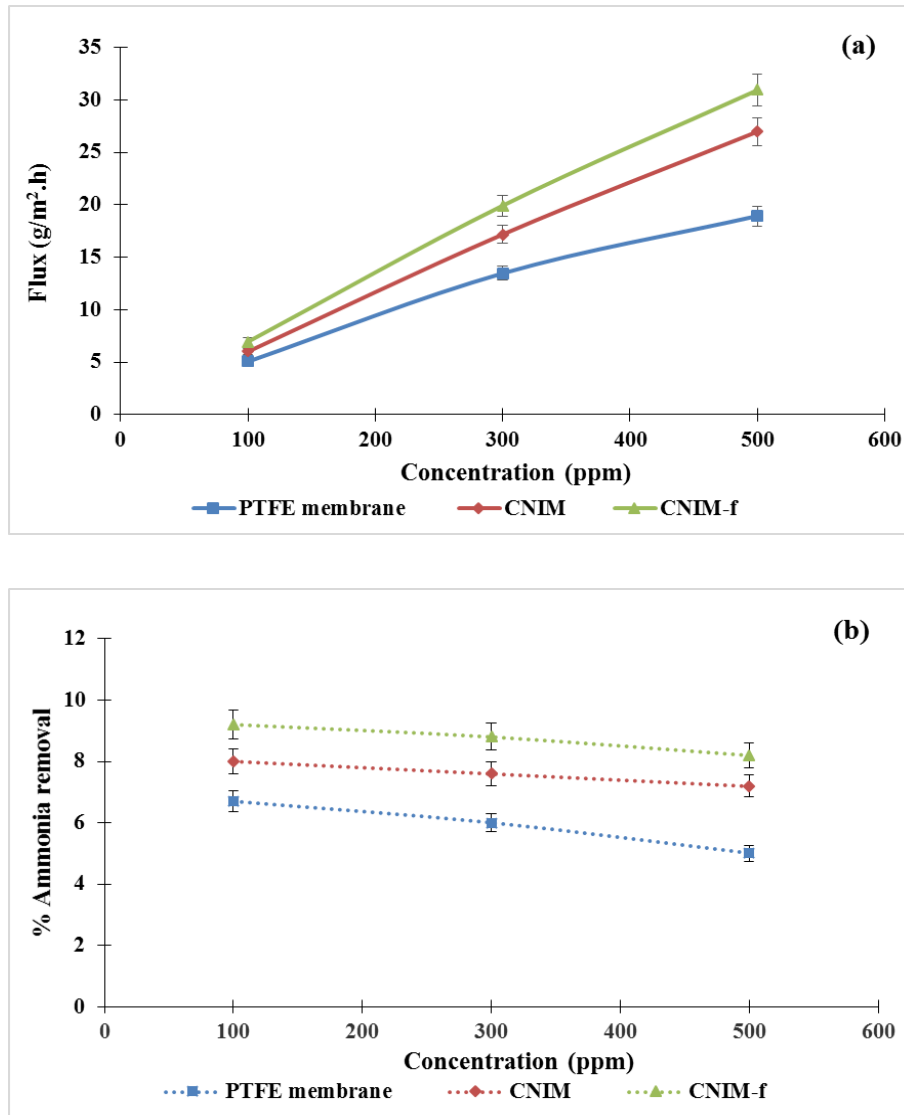 (a)
35
30
25
20
15
10
5
0
Flux (g/m².h)
0 100 200 300 400 500 600
Concentration (ppm)
PTFE membrane CNIM CNIM-f
(b)
12
10
8
6
4
2
0
% Ammonia removal
0 100 200 300 400 500 600
Concentration (ppm)
PTFE membrane CNIM CNIM-f